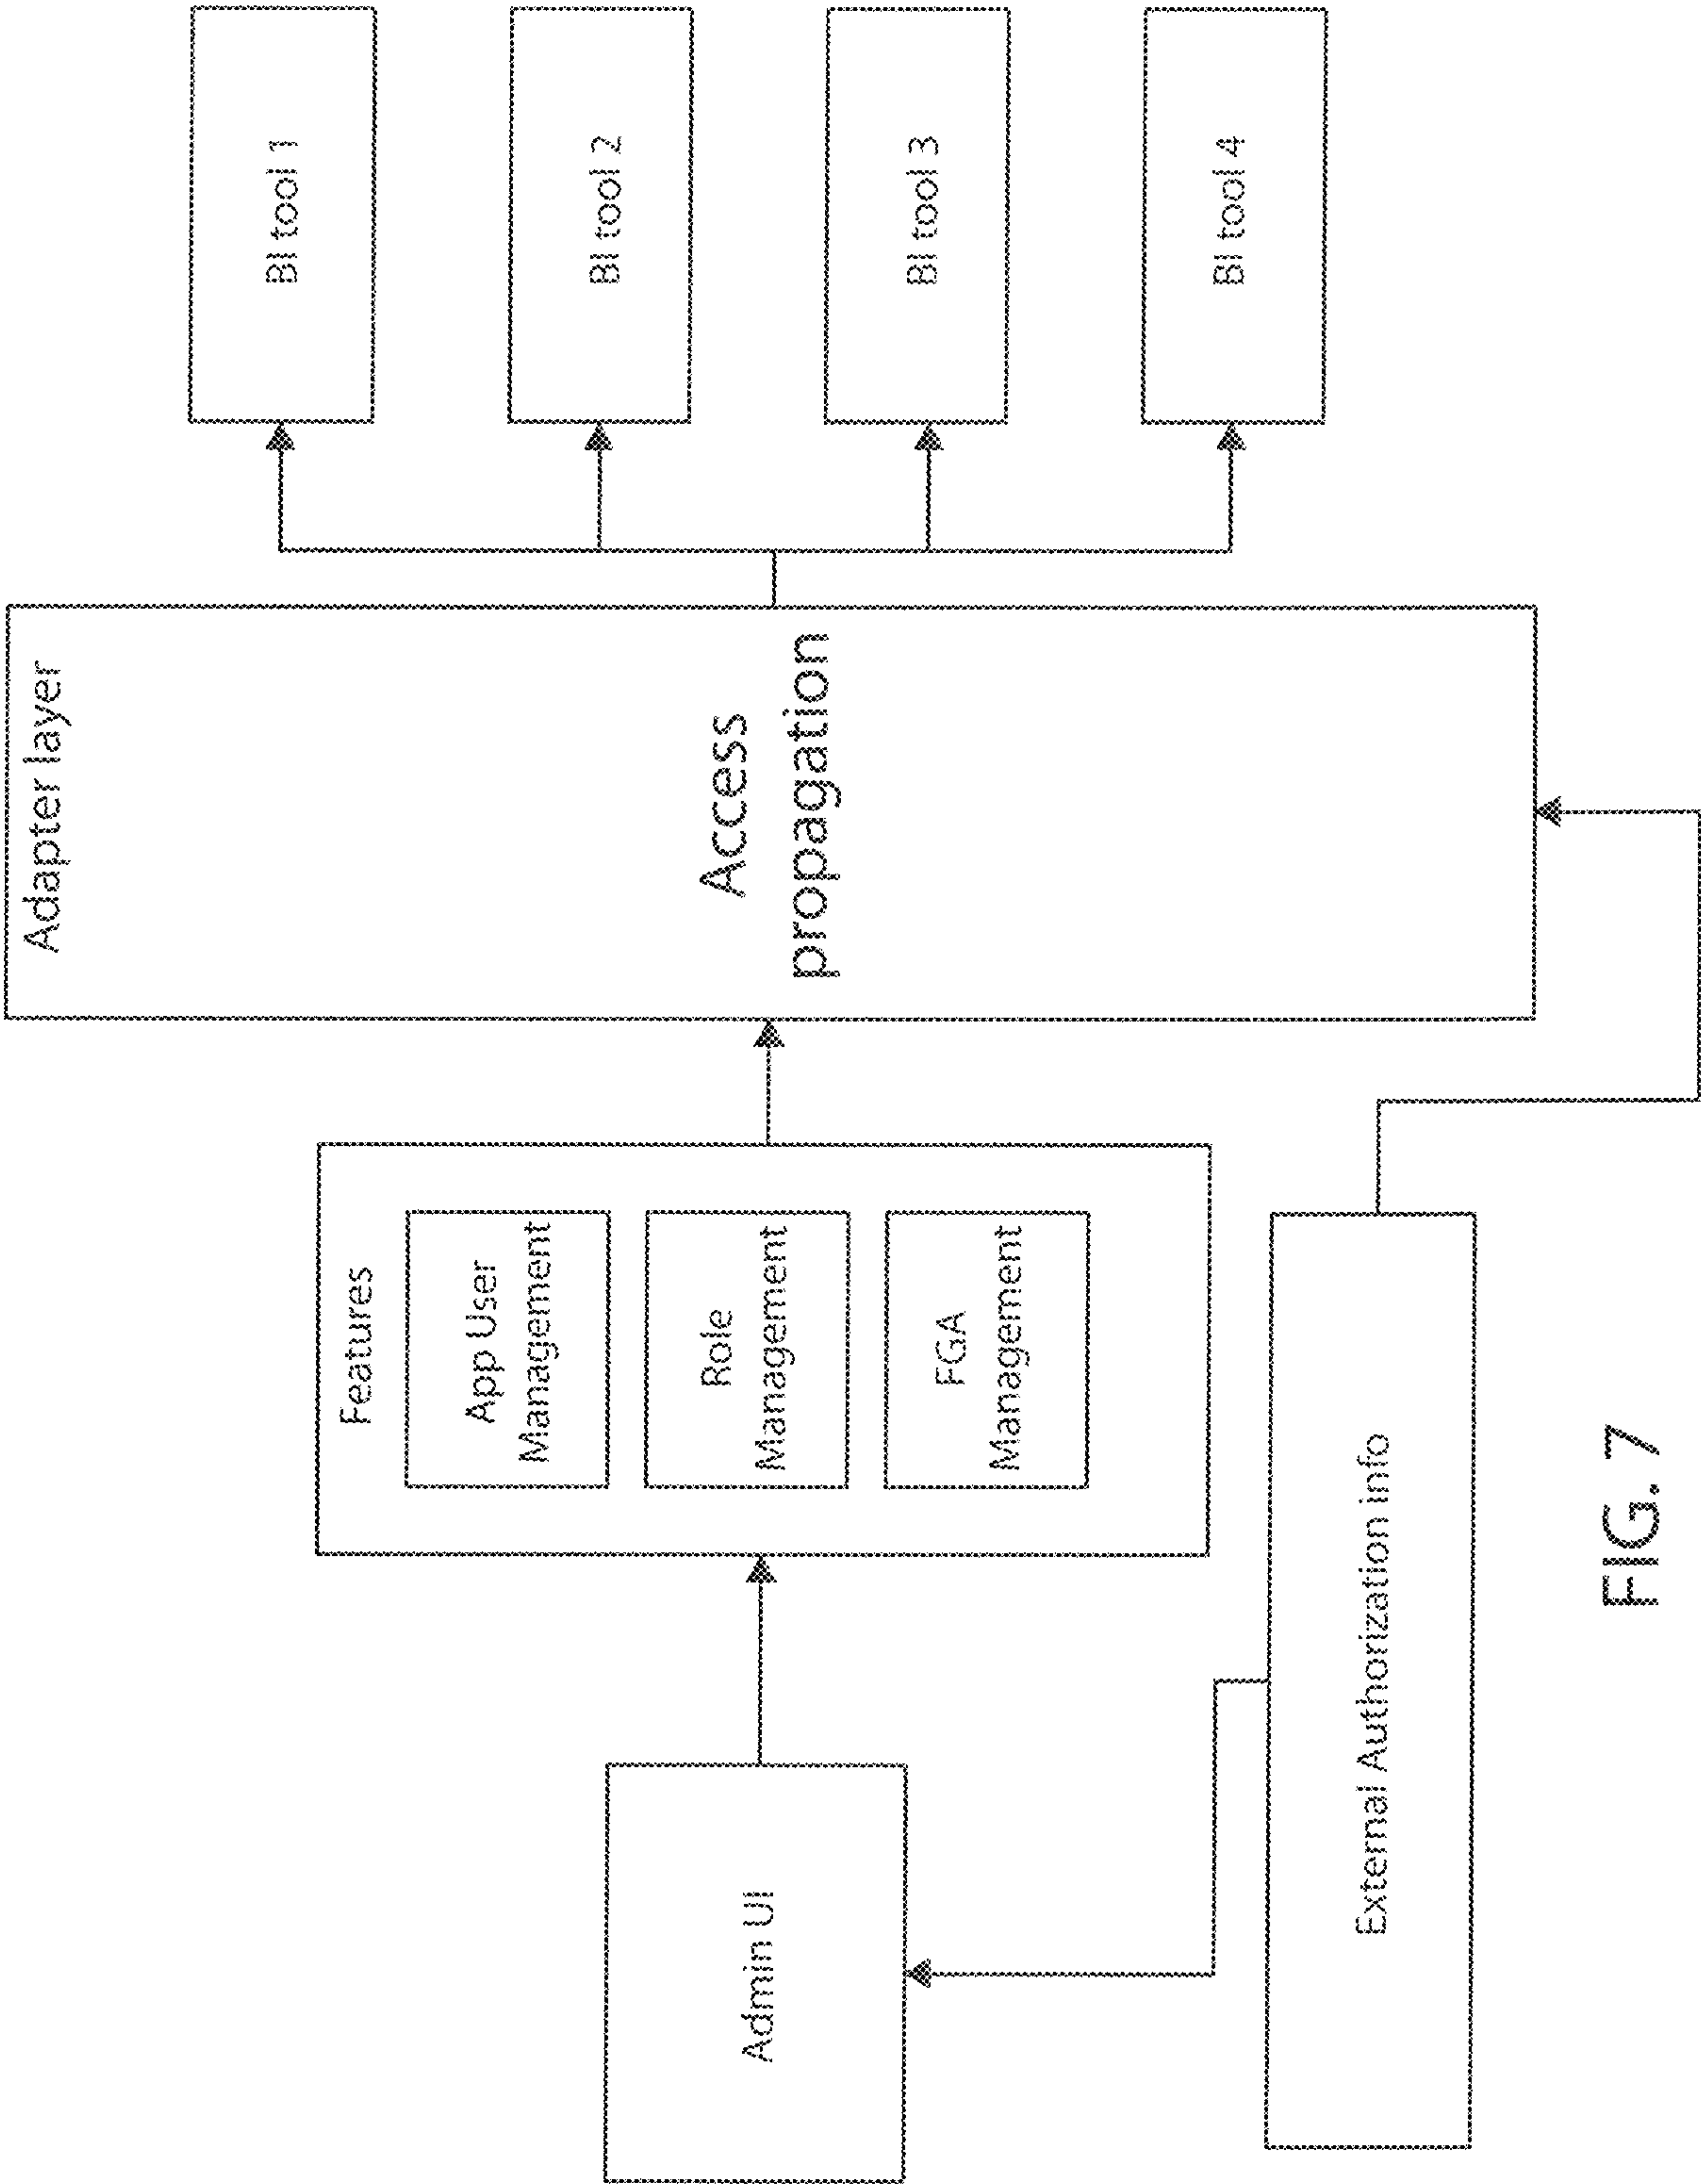 Admin UI
Features
App User
Management
Role
Management
FGA
Management
External Authorization info
Adapter layer
Access
propagation
BI tool 1
BI tool 2
BI tool 3
BI tool 4
FIG. 7